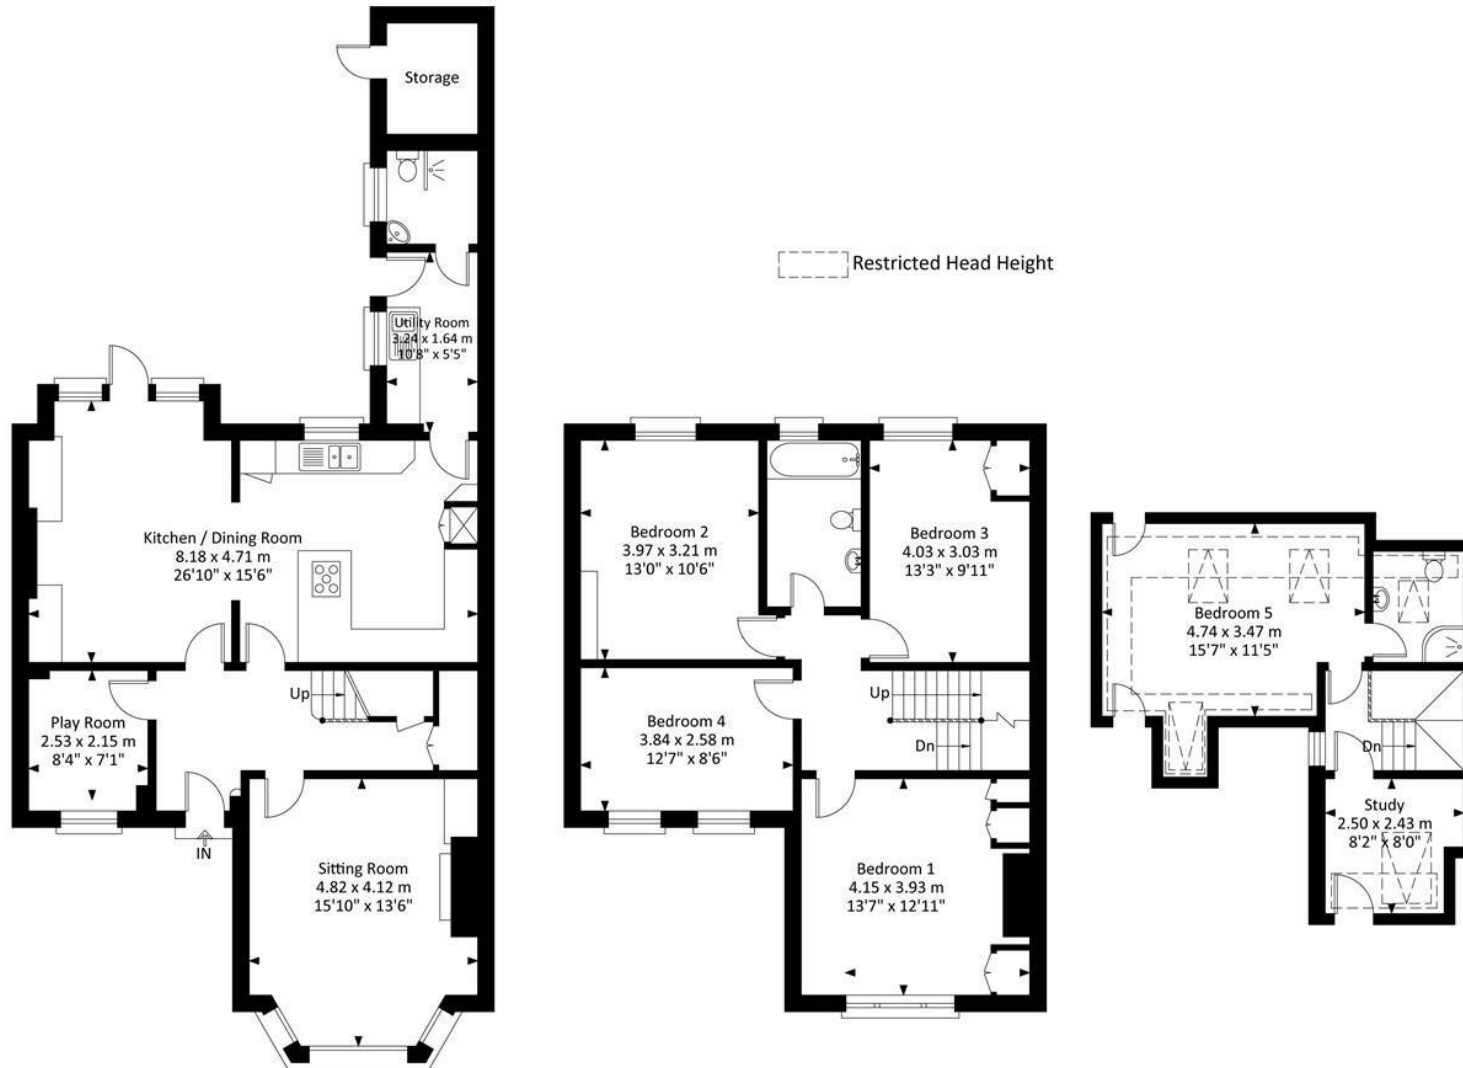 Storage
Utility Room
3.24 x 1.64 m
10'8" x 5'5"
Kitchen / Dining Room
8.18 x 4.71 m
26'10" x 15'6"
Up
Play Room
2.53 x 2.15 m
8'4" x 7'1"
IN
Sitting Room
4.82 x 4.12 m
15'10" x 13'6"
Restricted Head Height
Bedroom 2
3.97 x 3.21 m
13'0" x 10'6"
Bedroom 3
4.03 x 3.03 m
13'3" x 9'11"
Bedroom 4
3.84 x 2.58 m
12'7" x 8'6"
Up
Dn
Bedroom 1
4.15 x 3.93 m
13'7" x 12'11"
Bedroom 5
4.74 x 3.47 m
15'7" x 11'5"
Dn
Study
2.50 x 2.43 m
8'2" x 8'0"